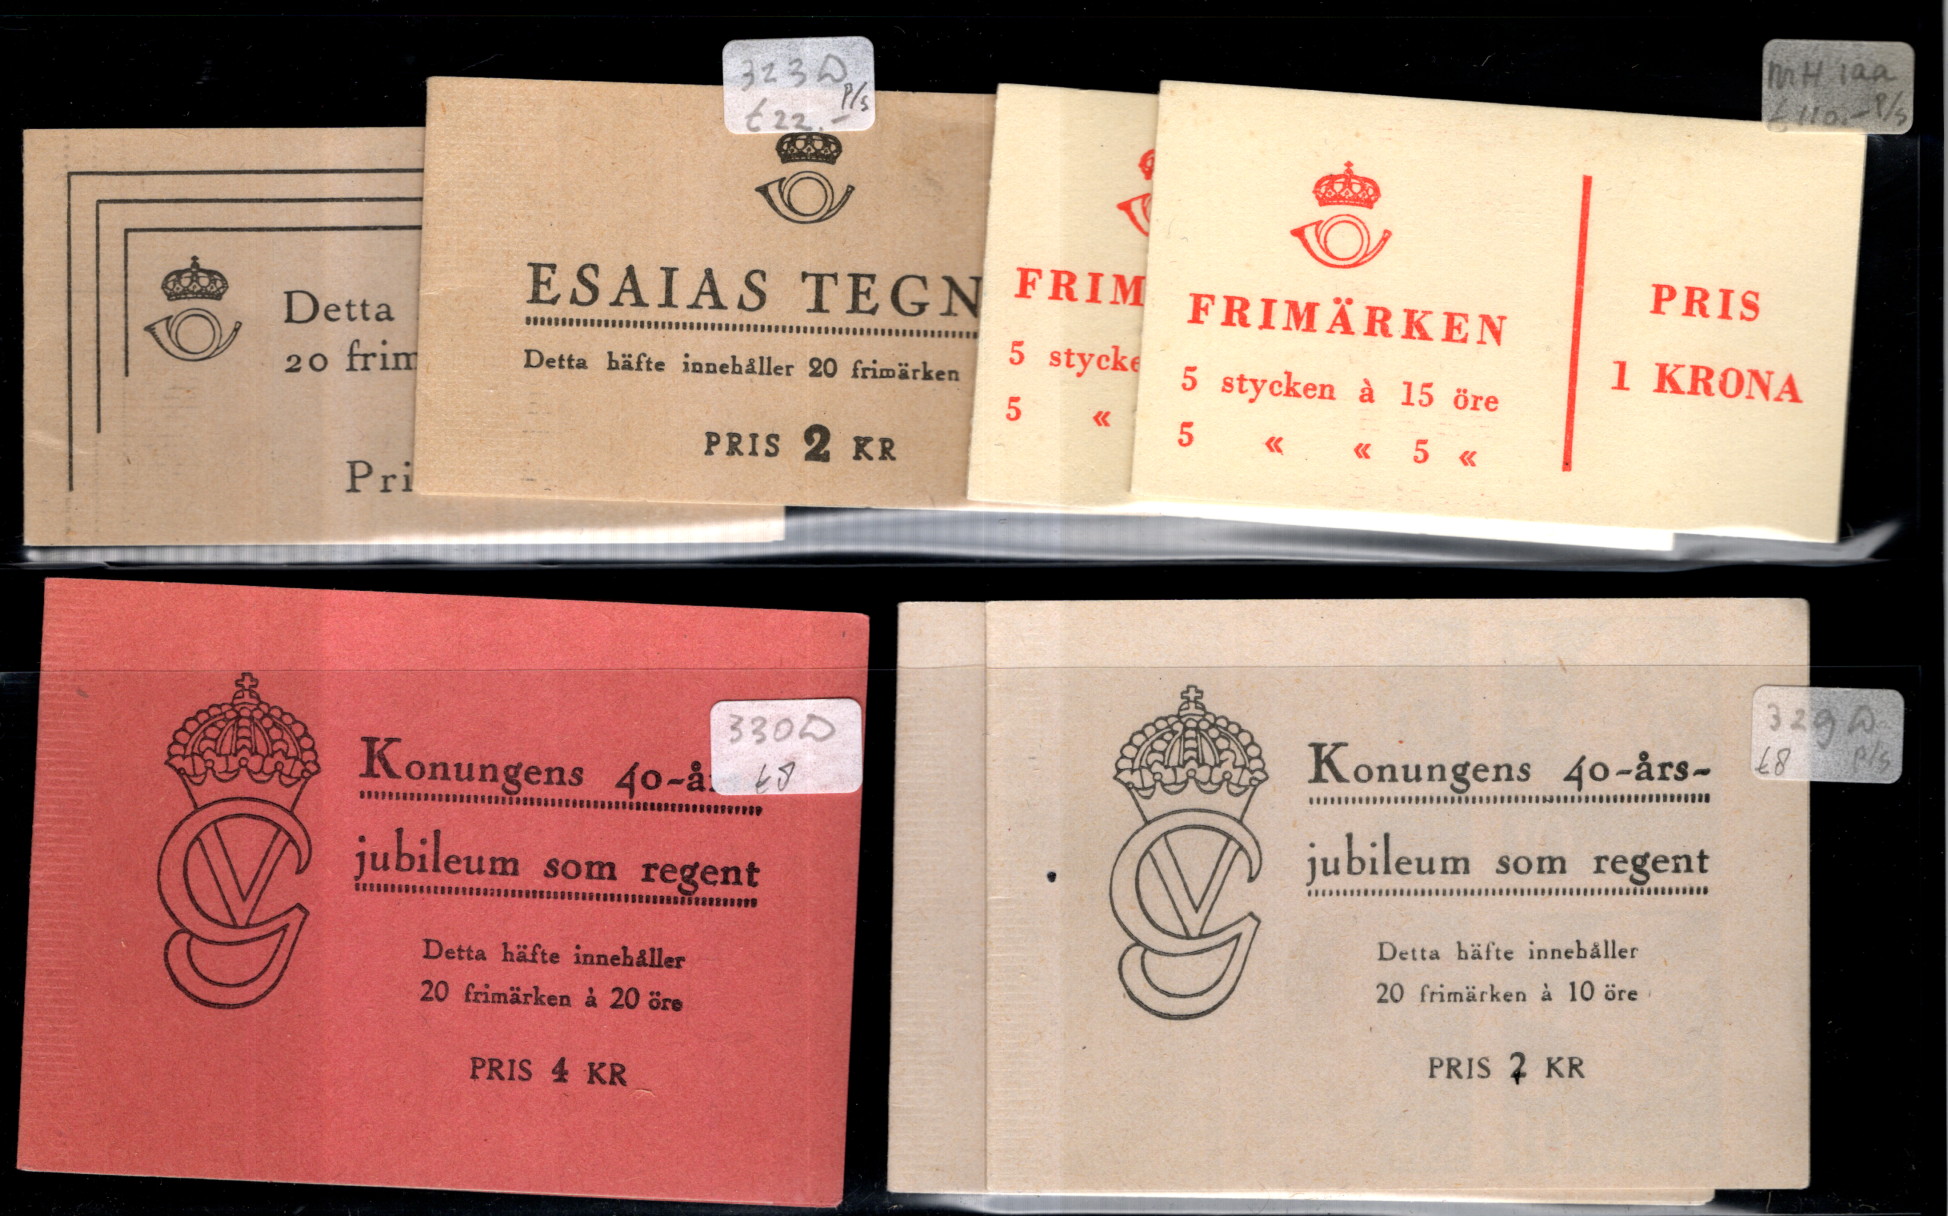 Detta
20 frim
Pri
323D
£22.- P/s
ESAIAS TEGN
Detta häfte innehåller 20 frimärken
PRIS 2 KR
FRIM
5 stycke
5 «
MH 1aa
£110.- P/s
FRIMÄRKEN
5 stycken à 15 öre
5 « « 5 «
PRIS
1 KRONA
330D
£8
Konungens 40-år
jubileum som regent
Detta häfte innehåller
20 frimärken à 20 öre
PRIS 4 KR
329D
£8 P/s
Konungens 40-års-
jubileum som regent
Detta häfte innehåller
20 frimärken à 10 öre
PRIS 2 KR